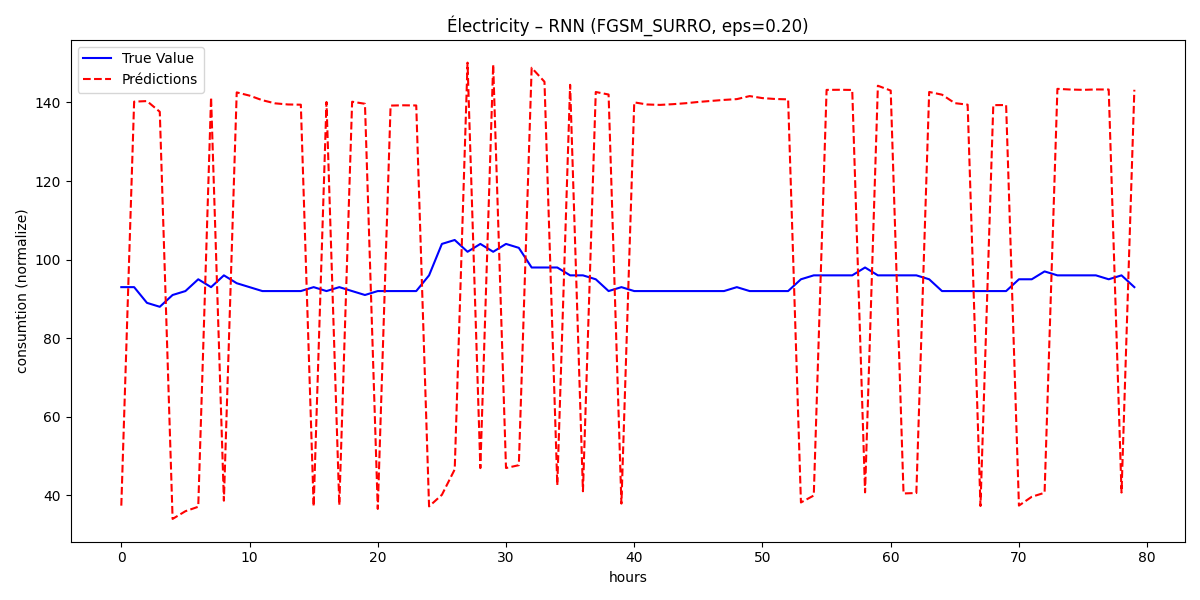 Électricity – RNN (FGSM_SURRO, eps=0.20)
True Value
Prédictions
consumtion (normalize)
140
120
100
80
60
40
0 10 20 30 40 50 60 70 80
hours